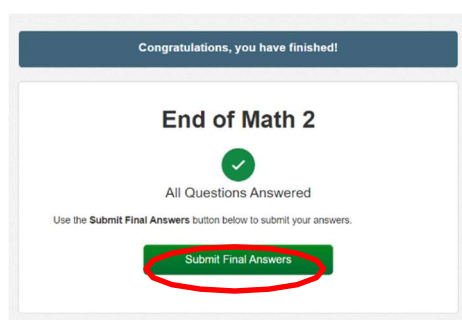 Congratulations, you have finished!
End of Math 2
All Questions Answered
Use the Submit Final Answers button below to submit your answers.
Submit Final Answers